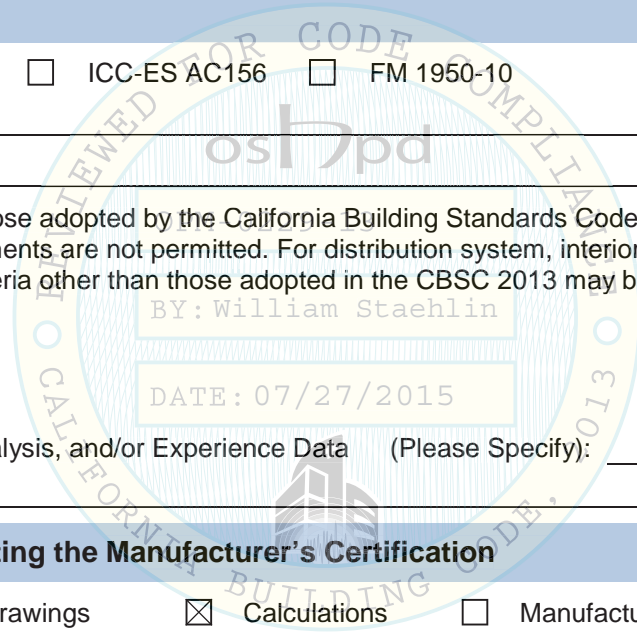 ☐ ICC-ES AC156 ☐ FM 1950-10
REVIEWED FOR CODE COMPLIANCE
oshpd
ose adopted by the California Building Standards Code
ents are not permitted. For distribution system, interior
eria other than those adopted in the CBSC 2013 may b
BY: William Staehlin
DATE: 07/27/2015
lysis, and/or Experience Data (Please Specify):
CALIFORNIA BUILDING CODE, 2013
ting the Manufacturer's Certification
rawings ☒ Calculations ☐ Manufactu